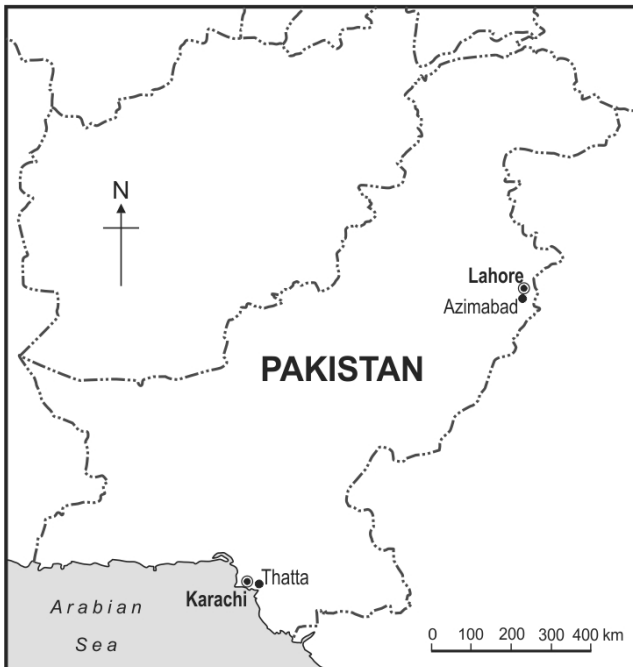 N
Lahore
Azimabad
PAKISTAN
Thatta
Karachi
Arabian
Sea
0 100 200 300 400 km